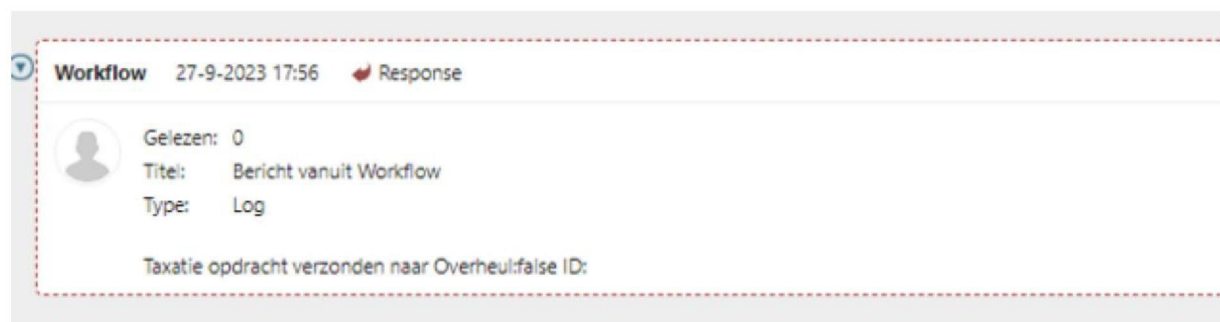 Workflow 27-9-2023 17:56 Response
Gelezen: 0
Titel: Bericht vanuit Workflow
Type: Log
Taxatie opdracht verzonden naar Overheul:false ID: